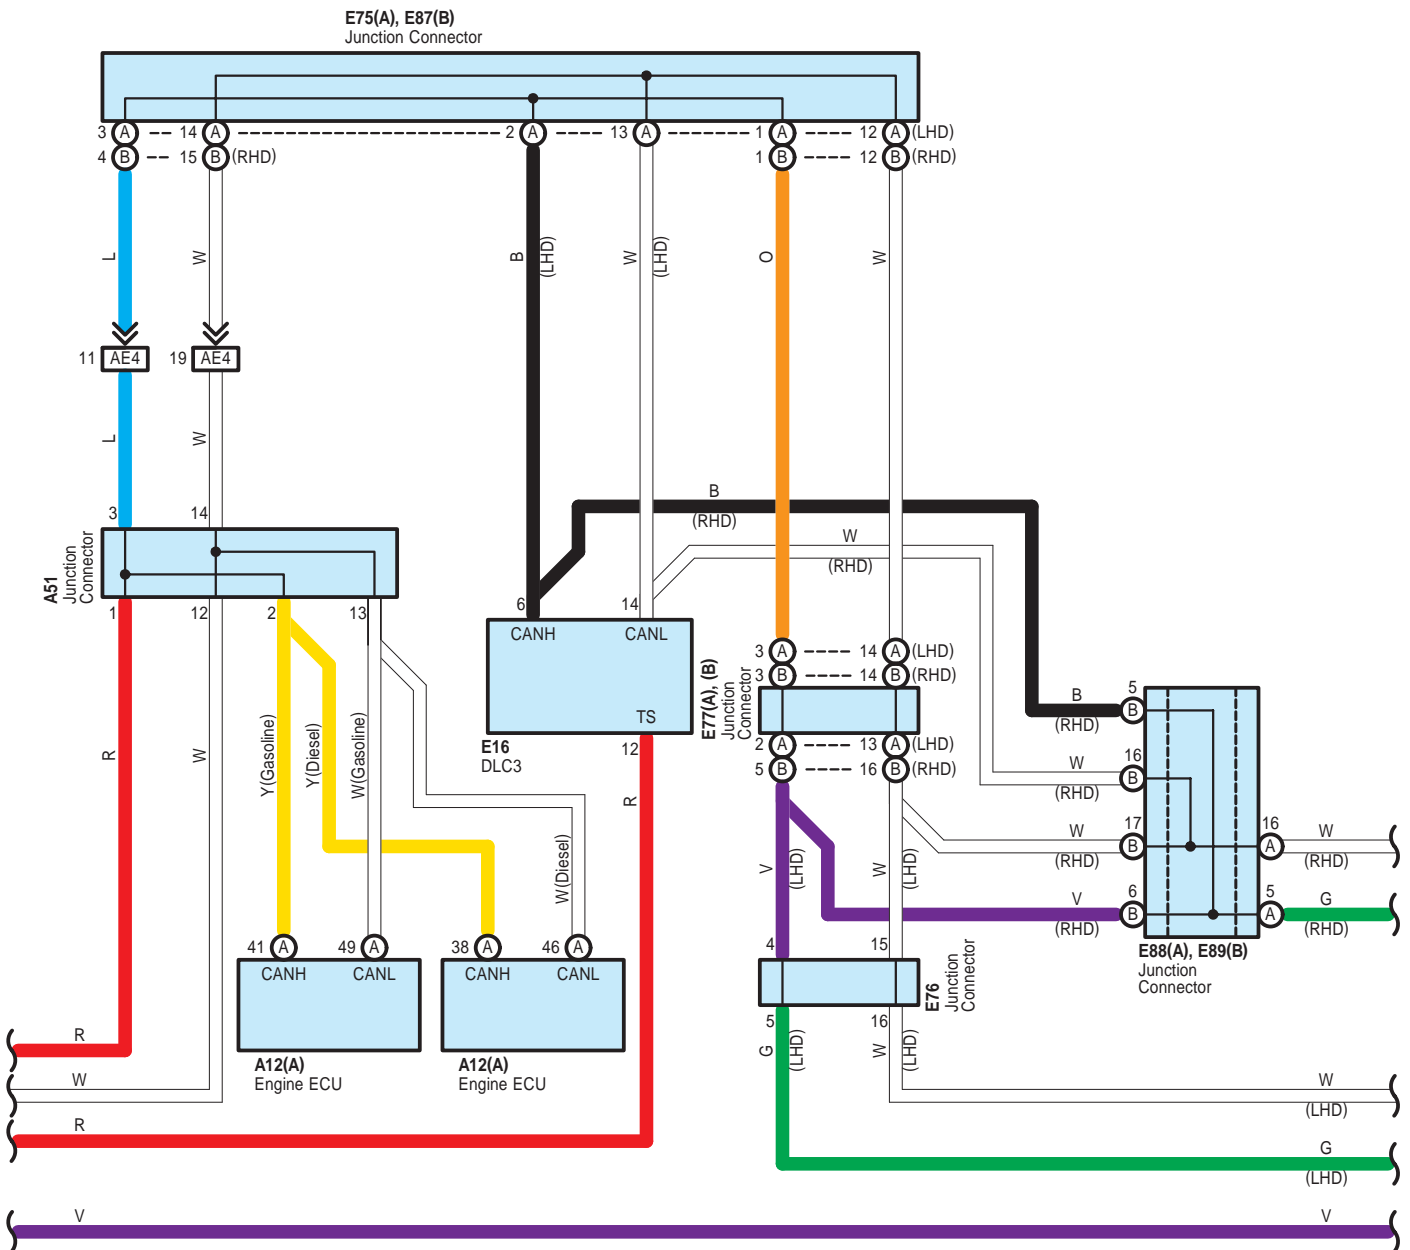 E75(A), E87(B)
Junction Connector
3 A 14 A 2 A 13 A 1 A 12 A (LHD)
4 B 15 B (RHD) 1 B 12 B (RHD)
L W B (LHD) W (LHD) O W
11 AE4 19 AE4
L W
B
(RHD)
W
(RHD)
3 14
A51
Junction
Connector
1 12 2 13
6 14
CANH CANL
TS
12
E16
DLC3
3 A 14 A (LHD)
3 B 14 B (RHD)
E77(A), (B)
Junction
Connector
2 A 13 A (LHD)
5 B 16 B (RHD)
R W Y(Gasoline) Y(Diesel) W(Gasoline) W(Diesel) R
B
(RHD)
5 B
W
(RHD)
16 B
W
(RHD)
17 B
16 A
W
(RHD)
V
(RHD)
6 B
5 A
G
(RHD)
E88(A), E89(B)
Junction
Connector
V (LHD) W (LHD)
4 15
E76
Junction
Connector
5 16
G (LHD) W (LHD)
41 A 49 A 38 A 46 A
CANH CANL CANH CANL
A12(A)
Engine ECU
A12(A)
Engine ECU
R
W
R
W
(LHD)
G
(LHD)
V V